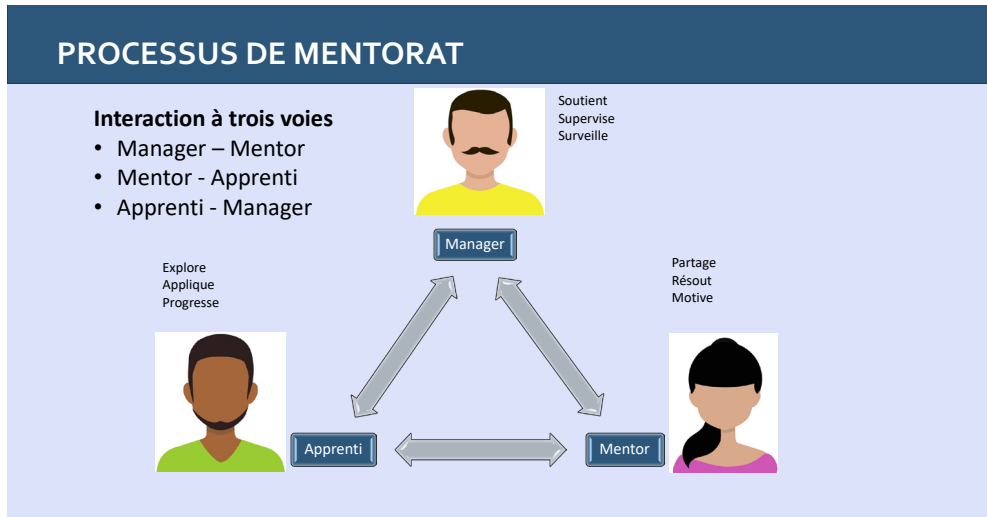 PROCESSUS DE MENTORAT
Interaction à trois voies
• Manager – Mentor
• Mentor - Apprenti
• Apprenti - Manager
Soutient
Supervise
Surveille
Manager
Explore
Applique
Progresse
Partage
Résout
Motive
Apprenti
Mentor